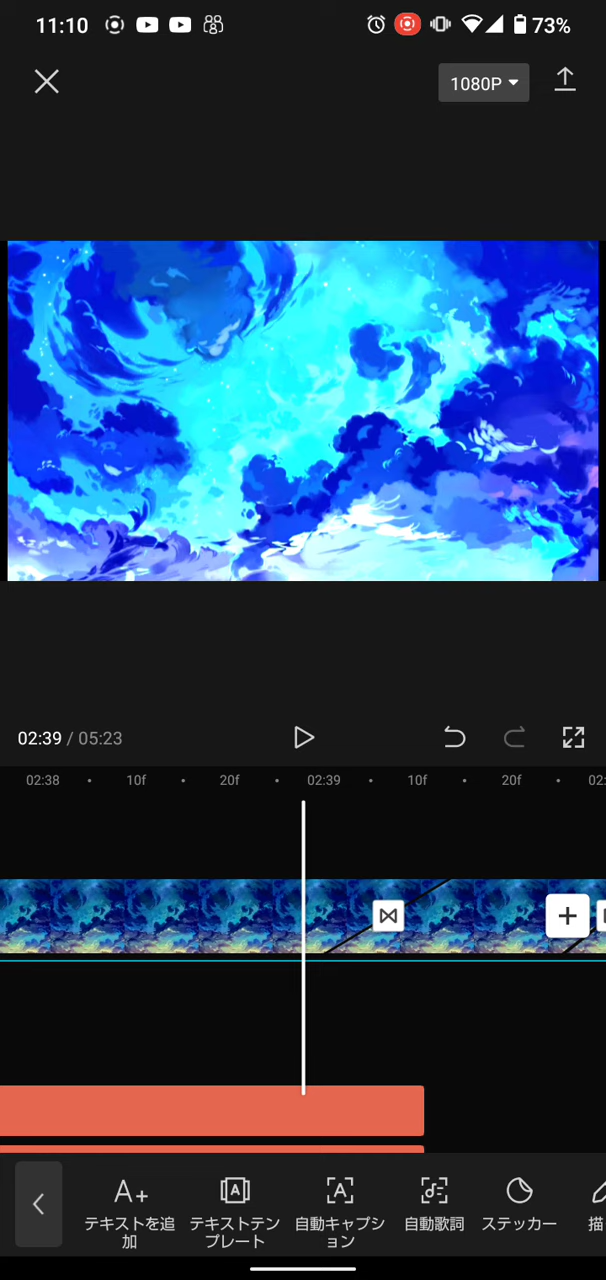 11:10 73%
1080P
02:39 / 05:23
02:38 10f 20f 02:39 10f 20f 02:
テキストを追
加
テキストテン
プレート
自動キャプシ
ョン
自動歌詞
ステッカー
描